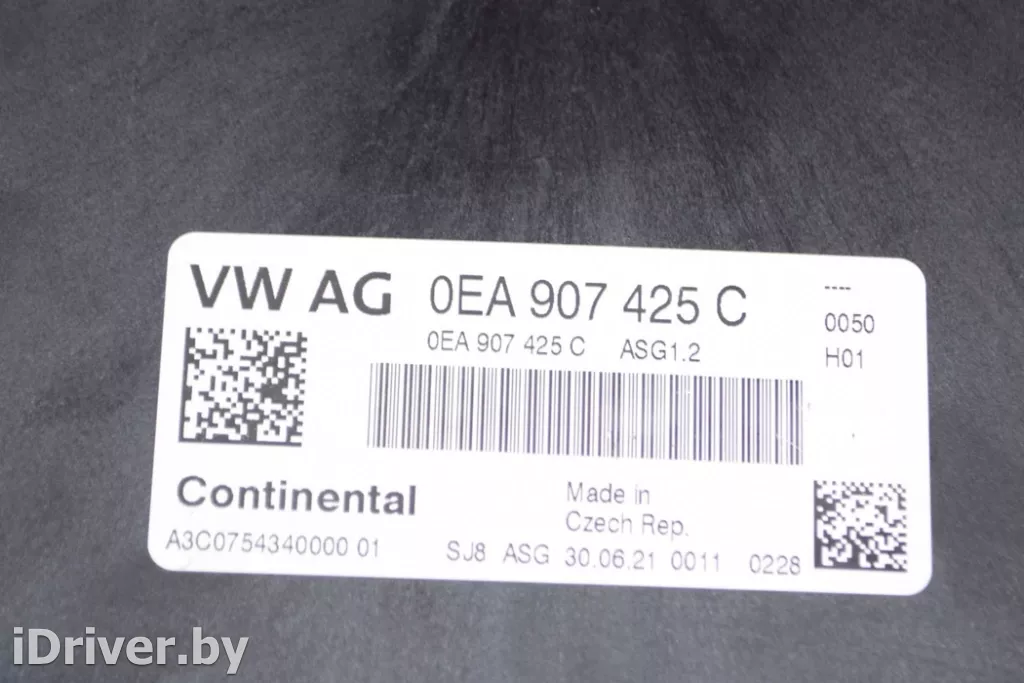 VW AG 0EA 907 425 C
0EA 907 425 C ASG1.2
----
0050
H01
Continental
A3C0754340000 01
Made in
Czech Rep.
SJ8 ASG 30.06.21 0011 0228
iDriver.by